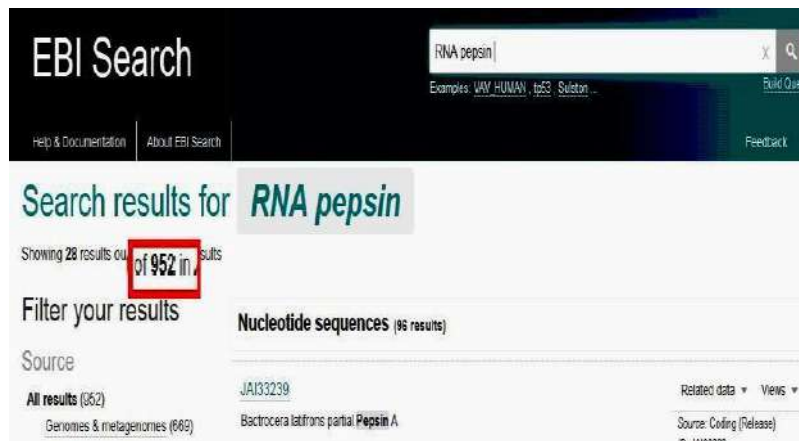 EBI Search
RNA pepsin
X
Examples: VAV_HUMAN , tp53 , Sulston ...
Build Que
Help & Documentation
About EBI Search
Feedback
Search results for RNA pepsin
Showing 28 results ou of 952 in sults
Filter your results
Nucleotide sequences (96 results)
Source
All results (952)
JAI33239
Related data
Views
Genomes & metagenomes (669)
Bactrocera latifrons partial Pepsin A
Source: Coding (Release)